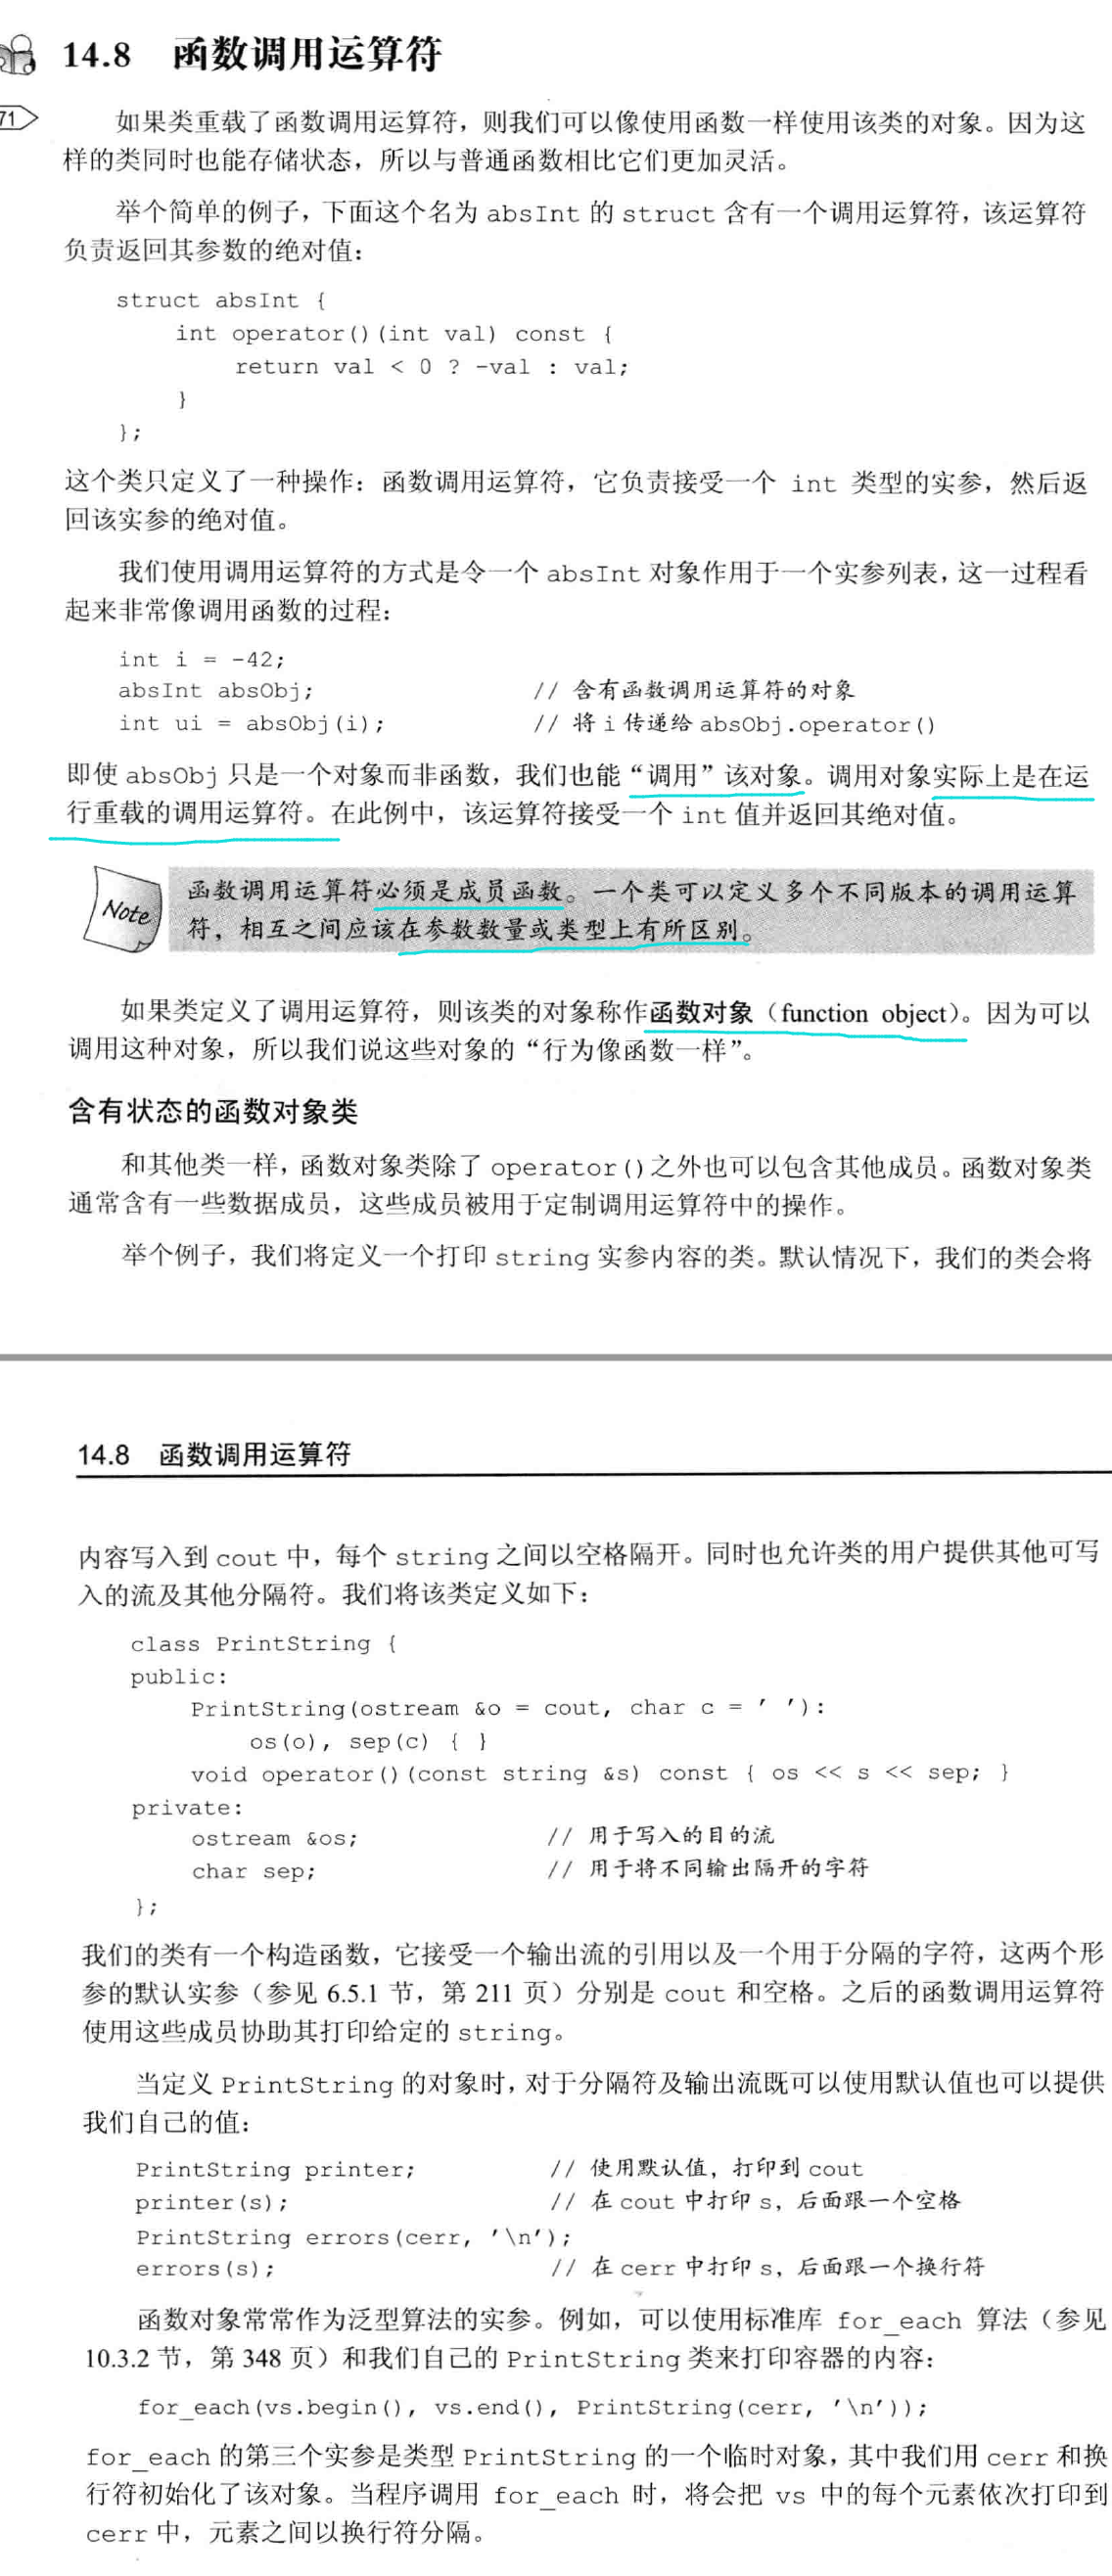 14.8 函数调用运算符
71
如果类重载了函数调用运算符，则我们可以像使用函数一样使用该类的对象。因为这
样的类同时也能存储状态，所以与普通函数相比它们更加灵活。
举个简单的例子，下面这个名为 absInt 的 struct 含有一个调用运算符，该运算符
负责返回其参数的绝对值：
struct absInt {
int operator()(int val) const {
return val < 0 ? -val : val;
}
};
这个类只定义了一种操作：函数调用运算符，它负责接受一个 int 类型的实参，然后返
回该实参的绝对值。
我们使用调用运算符的方式是令一个 absInt 对象作用于一个实参列表，这一过程看
起来非常像调用函数的过程：
int i = -42;
absInt absObj; // 含有函数调用运算符的对象
int ui = absObj(i); // 将 i 传递给 absObj.operator()
即使 absObj 只是一个对象而非函数，我们也能“调用”该对象。调用对象实际上是在运
行重载的调用运算符。在此例中，该运算符接受一个 int 值并返回其绝对值。
Note
函数调用运算符必须是成员函数。一个类可以定义多个不同版本的调用运算
符，相互之间应该在参数数量或类型上有所区别。
如果类定义了调用运算符，则该类的对象称作函数对象（function object）。因为可以
调用这种对象，所以我们说这些对象的“行为像函数一样”。
含有状态的函数对象类
和其他类一样，函数对象类除了 operator()之外也可以包含其他成员。函数对象类
通常含有一些数据成员，这些成员被用于定制调用运算符中的操作。
举个例子，我们将定义一个打印 string 实参内容的类。默认情况下，我们的类会将
14.8 函数调用运算符
内容写入到 cout 中，每个 string 之间以空格隔开。同时也允许类的用户提供其他可写
入的流及其他分隔符。我们将该类定义如下：
class PrintString {
public:
PrintString(ostream &o = cout, char c = ' '):
os(o), sep(c) { }
void operator()(const string &s) const { os << s << sep; }
private:
ostream &os; // 用于写入的目的流
char sep; // 用于将不同输出隔开的字符
};
我们的类有一个构造函数，它接受一个输出流的引用以及一个用于分隔的字符，这两个形
参的默认实参（参见 6.5.1 节，第 211 页）分别是 cout 和空格。之后的函数调用运算符
使用这些成员协助其打印给定的 string。
当定义 PrintString 的对象时，对于分隔符及输出流既可以使用默认值也可以提供
我们自己的值：
PrintString printer; // 使用默认值，打印到 cout
printer(s); // 在 cout 中打印 s，后面跟一个空格
PrintString errors(cerr, '\n');
errors(s); // 在 cerr 中打印 s，后面跟一个换行符
函数对象常常作为泛型算法的实参。例如，可以使用标准库 for_each 算法（参见
10.3.2 节，第 348 页）和我们自己的 PrintString 类来打印容器的内容：
for_each(vs.begin(), vs.end(), PrintString(cerr, '\n'));
for_each 的第三个实参是类型 PrintString 的一个临时对象，其中我们用 cerr 和换
行符初始化了该对象。当程序调用 for_each 时，将会把 vs 中的每个元素依次打印到
cerr 中，元素之间以换行符分隔。